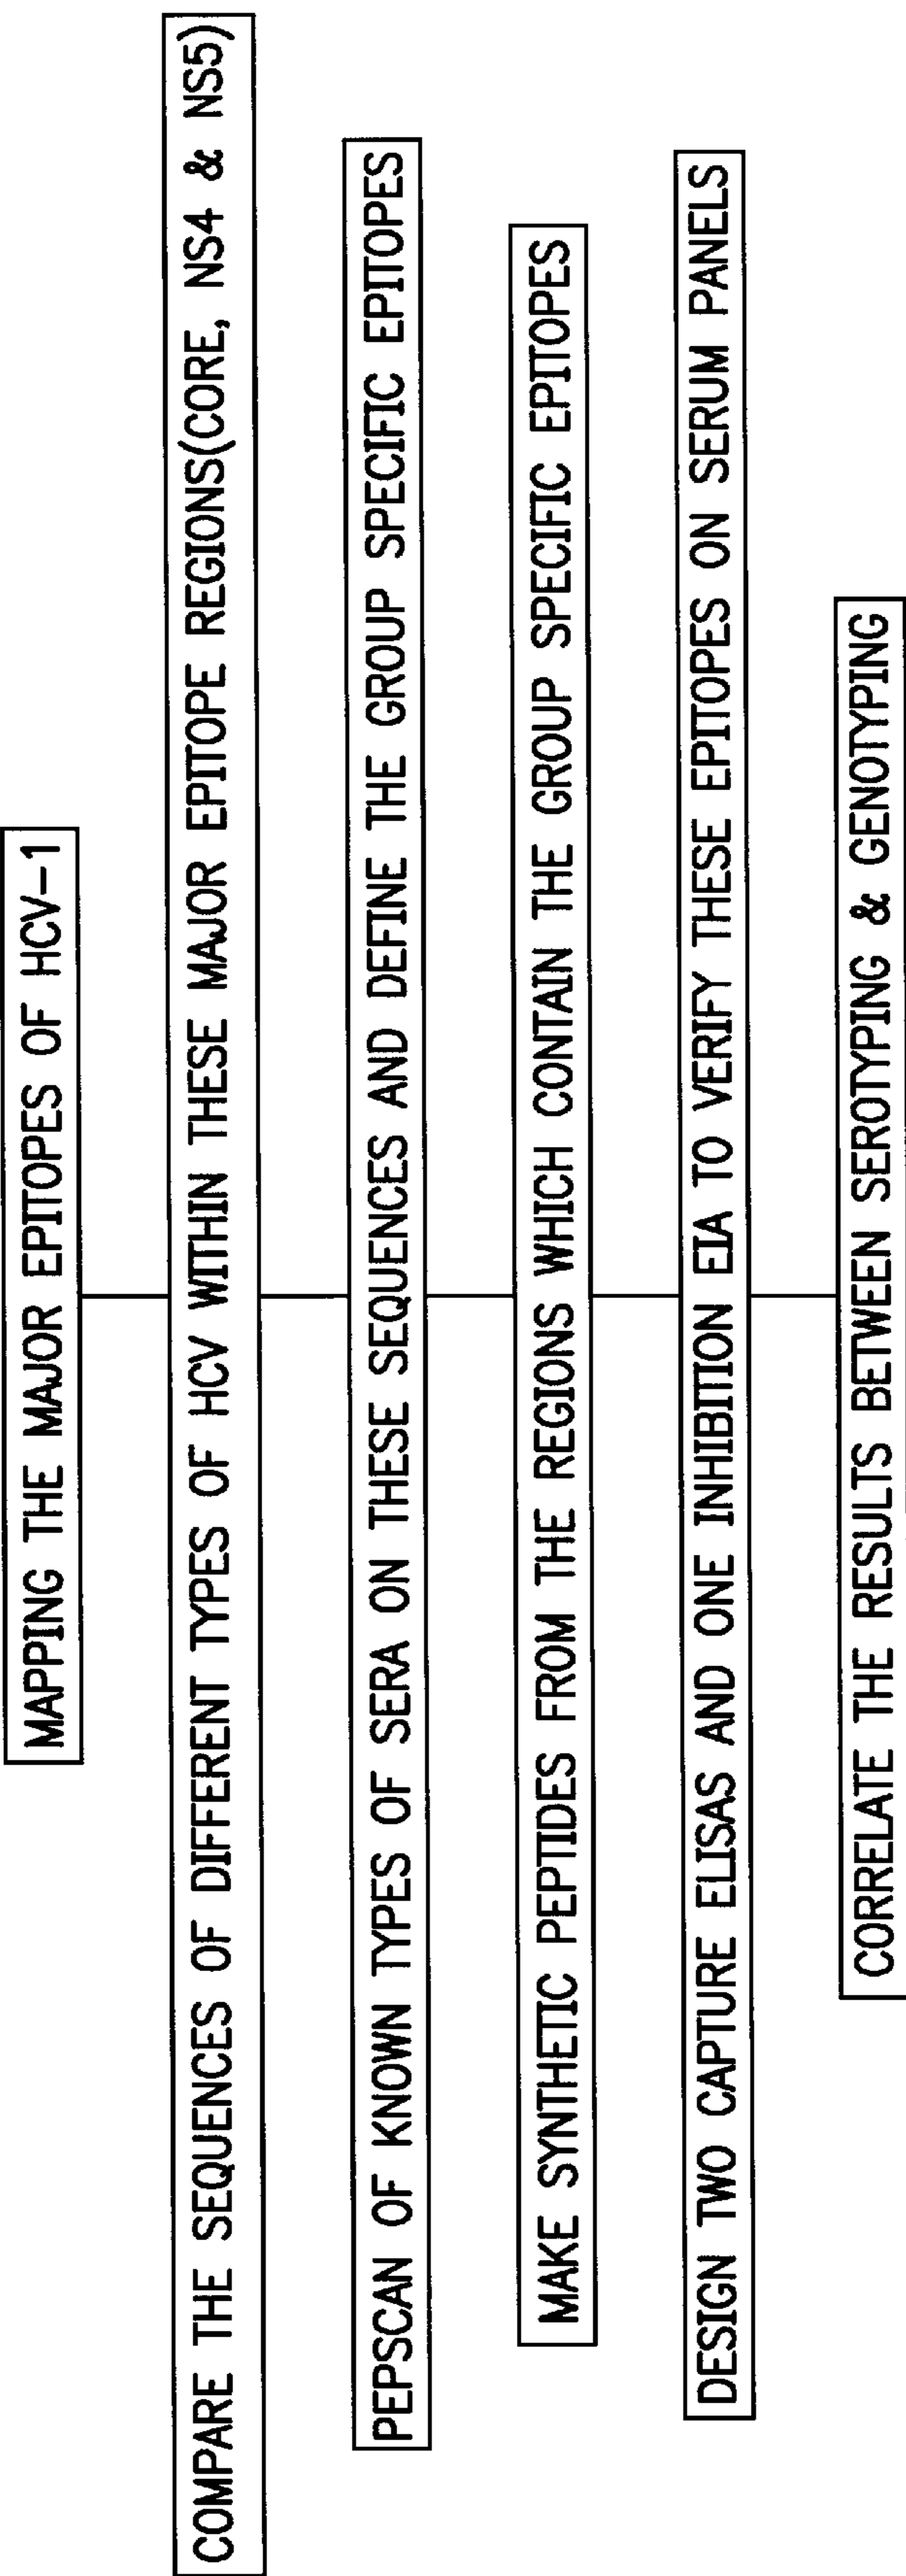 MAPPING THE MAJOR EPITOPES OF HCV-1
COMPARE THE SEQUENCES OF DIFFERENT TYPES OF HCV WITHIN THESE MAJOR EPITOPE REGIONS(CORE, NS4 & NS5)
PEPSCAN OF KNOWN TYPES OF SERA ON THESE SEQUENCES AND DEFINE THE GROUP SPECIFIC EPITOPES
MAKE SYNTHETIC PEPTIDES FROM THE REGIONS WHICH CONTAIN THE GROUP SPECIFIC EPITOPES
DESIGN TWO CAPTURE ELISAS AND ONE INHIBITION EIA TO VERIFY THESE EPITOPES ON SERUM PANELS
CORRELATE THE RESULTS BETWEEN SEROTYPING & GENOTYPING